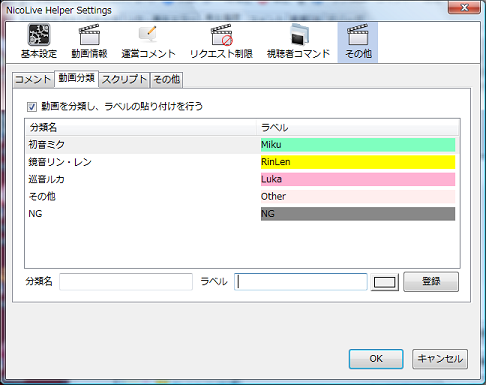 NicoLive Helper Settings
基本設定 動画情報 運営コメント リクエスト制限 視聴者コマンド その他
コメント 動画分類 スクリプト その他
動画を分類し、ラベルの貼り付けを行う
分類名 ラベル
初音ミク Miku
鏡音リン・レン RinLen
巡音ルカ Luka
その他 Other
NG NG
分類名 ラベル 登録
OK キャンセル